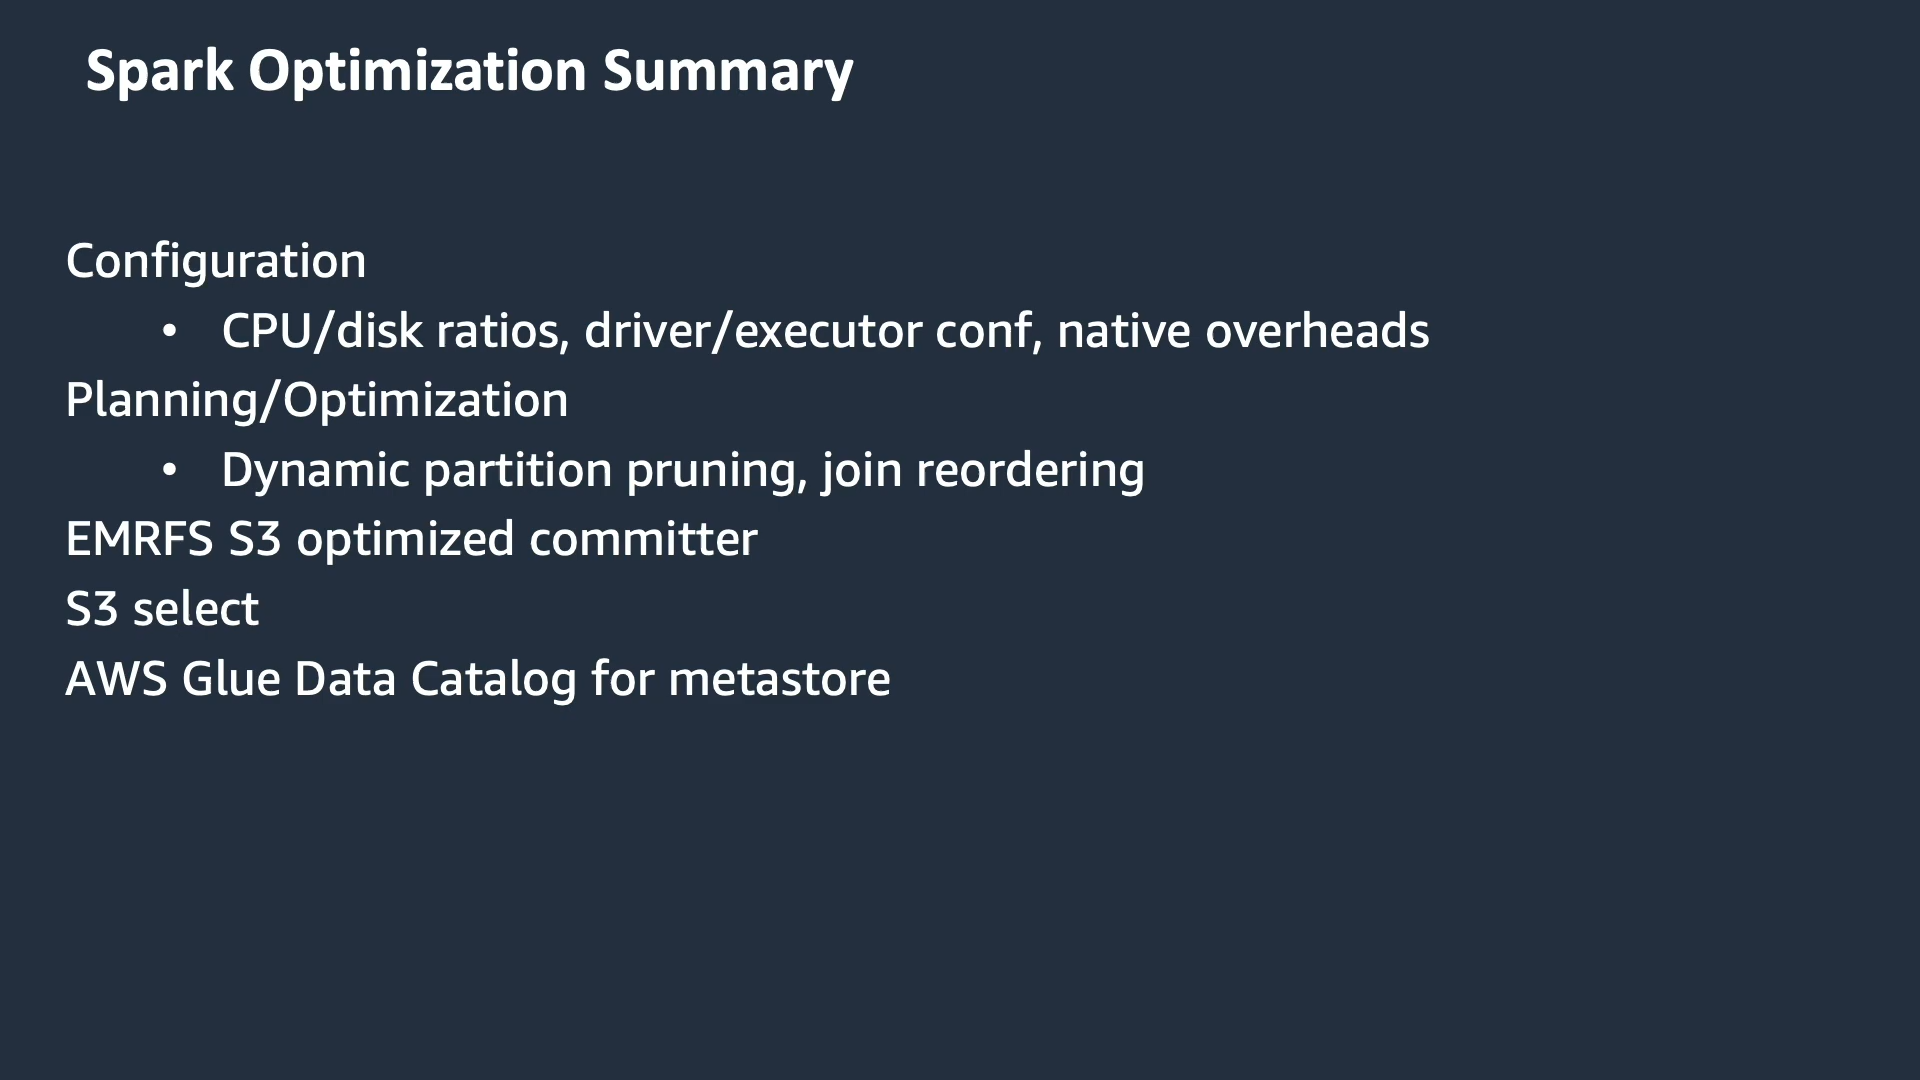 Spark Optimization Summary
Configuration
• CPU/disk ratios, driver/executor conf, native overheads
Planning/Optimization
• Dynamic partition pruning, join reordering
EMRFS S3 optimized committer
S3 select
AWS Glue Data Catalog for metastore